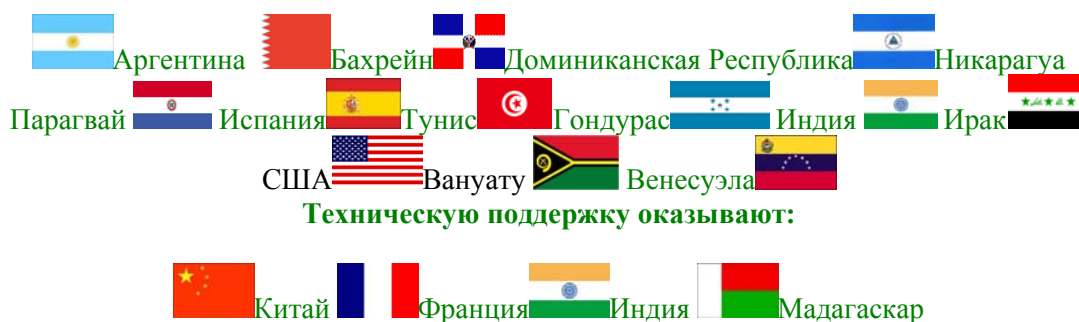 Аргентина Бахрейн Доминиканская Республика Никарагуа
Парагвай Испания Тунис Гондурас Индия Ирак
США Вануату Венесуэла
Техническую поддержку оказывают:
Китай Франция Индия Мадагаскар